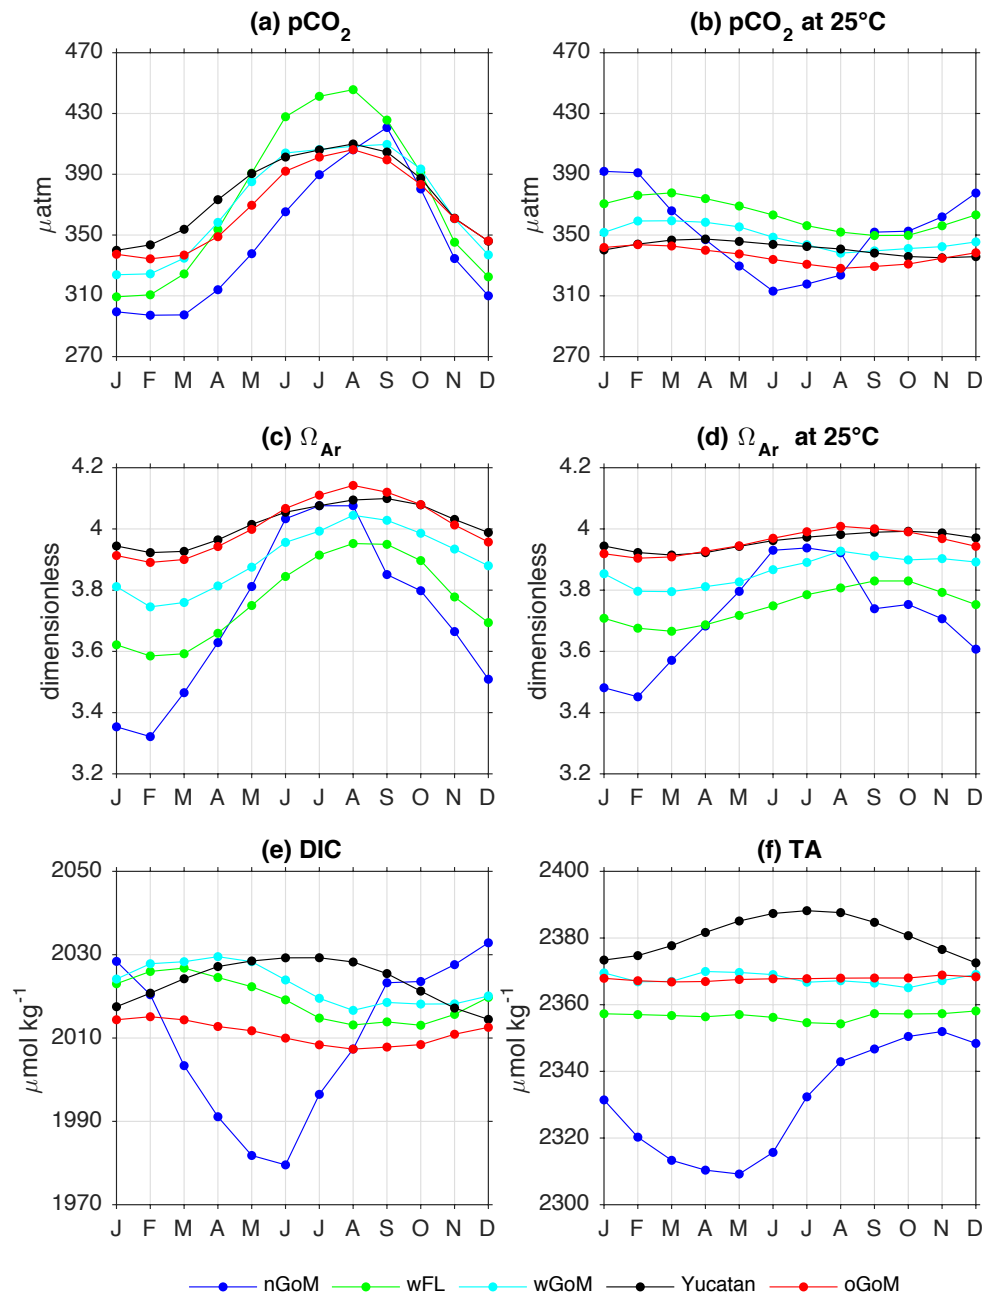 (a) pCO2
(b) pCO2 at 25°C
470
430
390
350
310
270
μatm
J F M A M J J A S O N D
470
430
390
350
310
270
μatm
J F M A M J J A S O N D
(c) ΩAr
(d) ΩAr at 25°C
4.2
4
3.8
3.6
3.4
3.2
dimensionless
J F M A M J J A S O N D
4.2
4
3.8
3.6
3.4
3.2
dimensionless
J F M A M J J A S O N D
(e) DIC
(f) TA
2050
2030
2010
1990
1970
μmol kg-1
J F M A M J J A S O N D
2400
2380
2360
2340
2320
2300
μmol kg-1
J F M A M J J A S O N D
nGoM wFL wGoM Yucatan oGoM